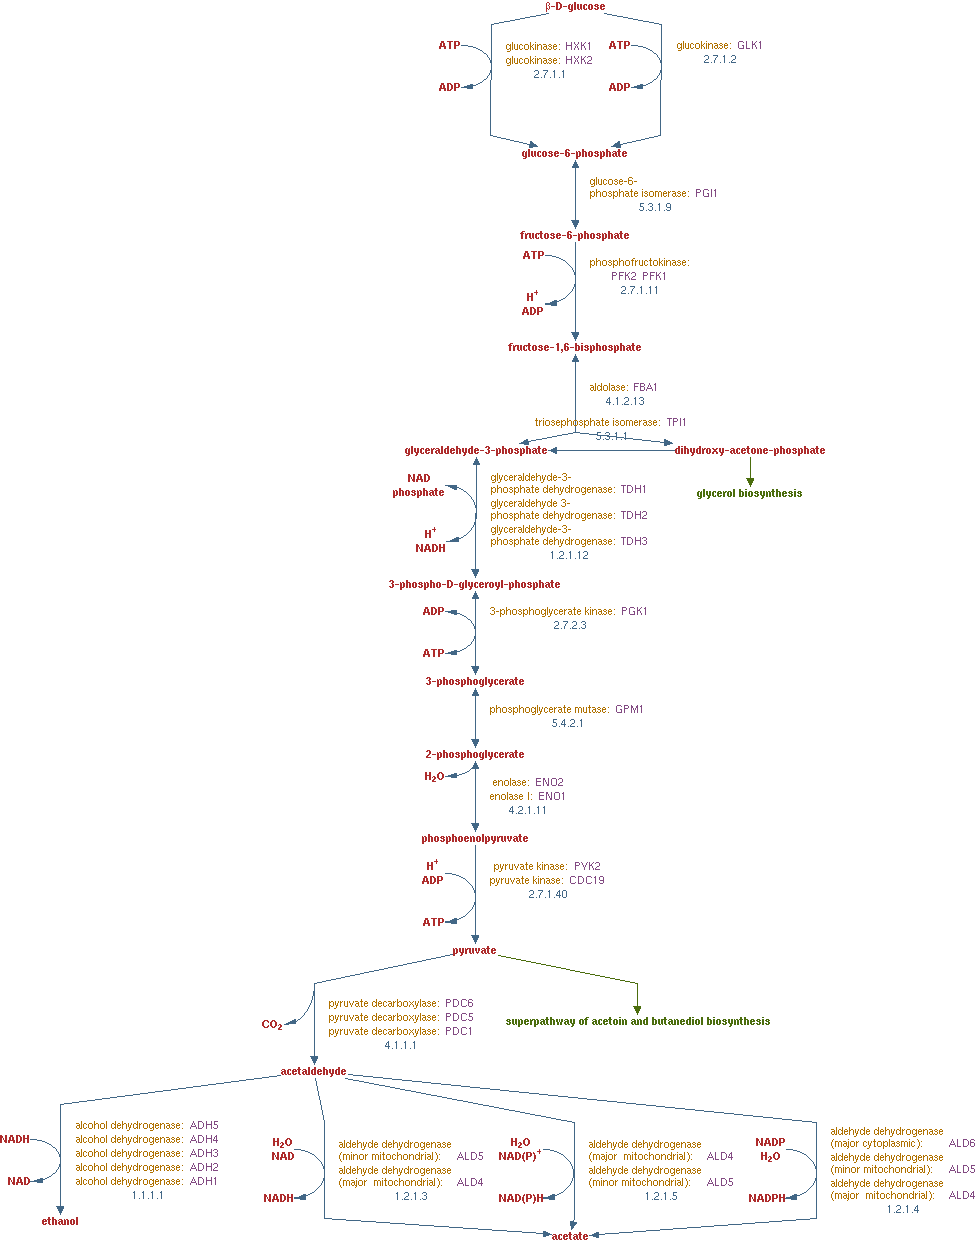 β-D-glucose
ATP
glucokinase: HXK1
glucokinase: HXK2
2.7.1.1
ADP
ATP
glucokinase: GLK1
2.7.1.2
ADP
glucose-6-phosphate
glucose-6-
phosphate isomerase: PGI1
5.3.1.9
fructose-6-phosphate
ATP
phosphofructokinase:
PFK2 PFK1
2.7.1.11
H+
ADP
fructose-1,6-bisphosphate
aldolase: FBA1
4.1.2.13
triosephosphate isomerase: TPI1
5.3.1.1
glyceraldehyde-3-phosphate
dihydroxy-acetone-phosphate
glycerol biosynthesis
NAD
phosphate
glyceraldehyde-3-
phosphate dehydrogenase: TDH1
glyceraldehyde 3-
phosphate dehydrogenase: TDH2
glyceraldehyde-3-
phosphate dehydrogenase: TDH3
1.2.1.12
H+
NADH
3-phospho-D-glyceroyl-phosphate
ADP
3-phosphoglycerate kinase: PGK1
2.7.2.3
ATP
3-phosphoglycerate
phosphoglycerate mutase: GPM1
5.4.2.1
2-phosphoglycerate
H2O
enolase: ENO2
enolase I: ENO1
4.2.1.11
phosphoenolpyruvate
H+
ADP
pyruvate kinase: PYK2
pyruvate kinase: CDC19
2.7.1.40
ATP
pyruvate
CO2
pyruvate decarboxylase: PDC6
pyruvate decarboxylase: PDC5
pyruvate decarboxylase: PDC1
4.1.1.1
superpathway of acetoin and butanediol biosynthesis
acetaldehyde
NADH
alcohol dehydrogenase: ADH5
alcohol dehydrogenase: ADH4
alcohol dehydrogenase: ADH3
alcohol dehydrogenase: ADH2
alcohol dehydrogenase: ADH1
1.1.1.1
NAD
ethanol
H2O
NAD
aldehyde dehydrogenase
(minor mitochondrial): ALD5
aldehyde dehydrogenase
(major mitochondrial): ALD4
1.2.1.3
NADH
H2O
NAD(P)+
aldehyde dehydrogenase
(major mitochondrial): ALD4
aldehyde dehydrogenase
(minor mitochondrial): ALD5
1.2.1.5
NAD(P)H
NADP
H2O
aldehyde dehydrogenase
(major cytoplasmic): ALD6
aldehyde dehydrogenase
(minor mitochondrial): ALD5
aldehyde dehydrogenase
(major mitochondrial): ALD4
1.2.1.4
NADPH
acetate